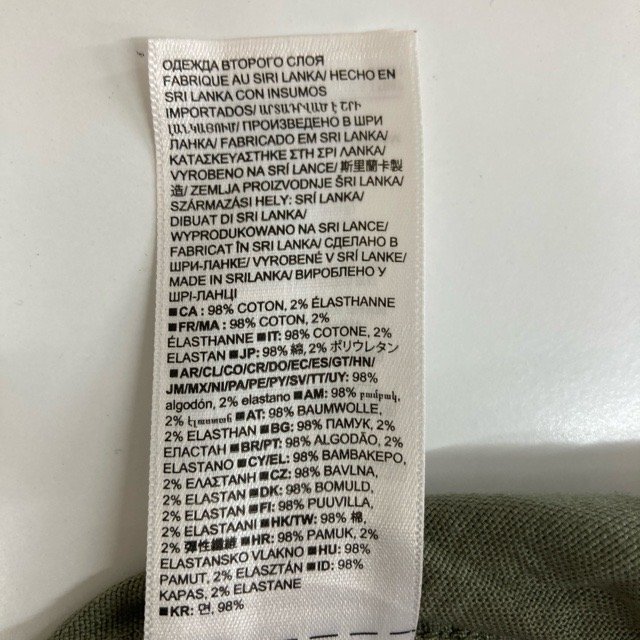 ОДЕЖДА ВТОРОГО СЛОЯ
FABRIQUE AU SIRI LANKA/ HECHO EN
SRI LANKA CON INSUMOS
IMPORTADOS/ ԱՐՏԱԴՐՎԱԾ Է ՇՐԻ
ԼԱՆԿԱՅՈՒՄ/ ПРОИЗВЕДЕНО В ШРИ
ЛАНКА/ FABRICADO EM SRI LANKA/
ΚΑΤΑΣΚΕΥΑΣΤΗΚΕ ΣΤΗ ΣΡΙ ΛΑΝΚΑ/
VYROBENO NA SRÍ LANCE/ 斯里蘭卡製
造/ ZEMLJA PROIZVODNJE ŠRI LANKA/
SZÁRMAZÁSI HELY: SRÍ LANKA/
DIBUAT DI SRI LANKA/
WYPRODUKOWANO NA SRI LANCE/
FABRICAT ÎN SRI LANKA/ СДЕЛАНО В
ШРИ-ЛАНКЕ/ VYROBENÉ V SRÍ LANKE/
MADE IN SRILANKA/ ВИРОБЛЕНО У
ШРІ-ЛАНЦІ
■ CA : 98% COTON, 2% ÉLASTHANNE
■ FR/MA : 98% COTON, 2%
ÉLASTHANNE ■ IT: 98% COTONE, 2%
ELASTAN ■ JP: 98% 綿, 2% ポリウレタン
■ AR/CL/CO/CR/DO/EC/ES/GT/HN/
JM/MX/NI/PA/PE/PY/SV/TT/UY: 98%
algodón, 2% elastano ■ AM: 98% բամբակ,
2% էլաստան ■ AT: 98% BAUMWOLLE,
2% ELASTHAN ■ BG: 98% ПАМУК, 2%
ЕЛАСТАН ■ BR/PT: 98% ALGODÃO, 2%
ELASTANO ■ CY/EL: 98% ΒΑΜΒΑΚΕΡΟ,
2% ΕΛΑΣΤΑΝΗ ■ CZ: 98% BAVLNA,
2% ELASTAN ■ DK: 98% BOMULD,
2% ELASTAN ■ FI: 98% PUUVILLA,
2% ELASTAANI ■ HK/TW: 98% 棉,
2% 彈性纖維 ■ HR: 98% PAMUK, 2%
ELASTANSKO VLAKNO ■ HU: 98%
PAMUT, 2% ELASZTÁN ■ ID: 98%
KAPAS, 2% ELASTANE
■ KR: 면, 98%